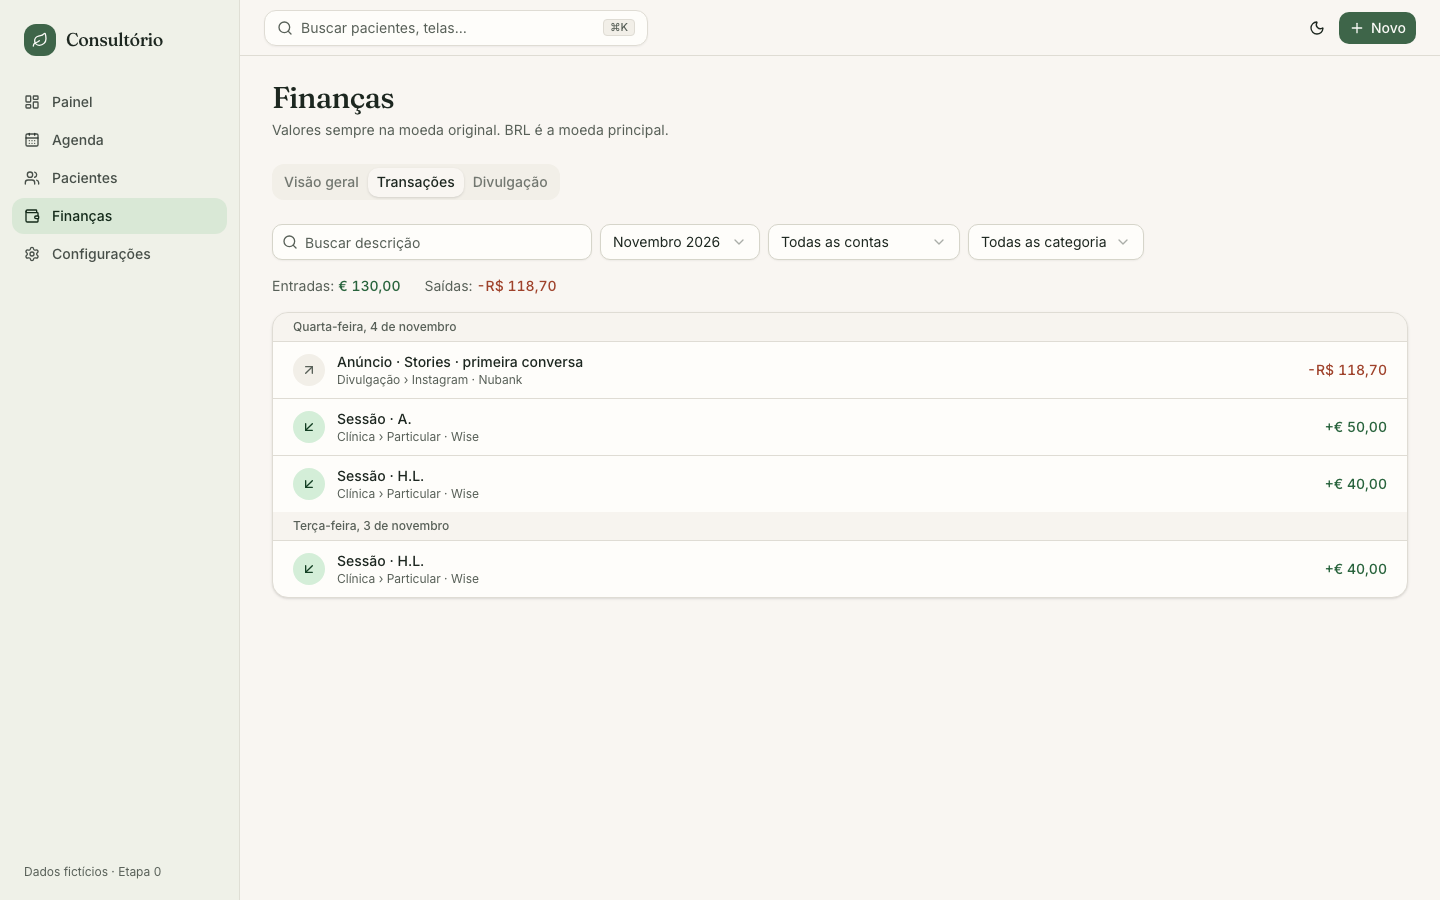 Consultório
Buscar pacientes, telas...
⌘K
Novo
Painel
Agenda
Pacientes
Finanças
Configurações
Finanças
Valores sempre na moeda original. BRL é a moeda principal.
Visão geral
Transações
Divulgação
Buscar descrição
Novembro 2026
Todas as contas
Todas as categoria
Entradas: € 130,00 Saídas: -R$ 118,70
Quarta-feira, 4 de novembro
Anúncio · Stories · primeira conversa
Divulgação › Instagram · Nubank
-R$ 118,70
Sessão · A.
Clínica › Particular · Wise
+€ 50,00
Sessão · H.L.
Clínica › Particular · Wise
+€ 40,00
Terça-feira, 3 de novembro
Sessão · H.L.
Clínica › Particular · Wise
+€ 40,00
Dados fictícios · Etapa 0